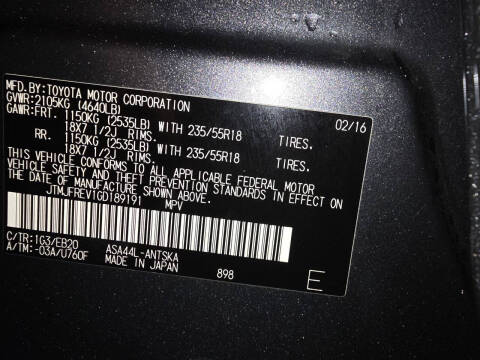 MFD.BY:TOYOTA MOTOR CORPORATION 02/16
GVWR:2105KG (4640LB)
GAWR:FRT. 1150KG (2535LB) WITH 235/55R18 TIRES.
18X7 1/2J RIMS.
RR. 1150KG (2535LB) WITH 235/55R18 TIRES.
18X7 1/2J RIMS.
THIS VEHICLE CONFORMS TO ALL APPLICABLE FEDERAL MOTOR
VEHICLE SAFETY AND THEFT PREVENTION STANDARDS IN EFFECT ON
THE DATE OF MANUFACTURE SHOWN ABOVE.
JTMJFREV1GD189191 MPV
C/TR:1G3/EB20 ASA44L-ANTSKA
A/TM:-03A/U760F MADE IN JAPAN 898 E